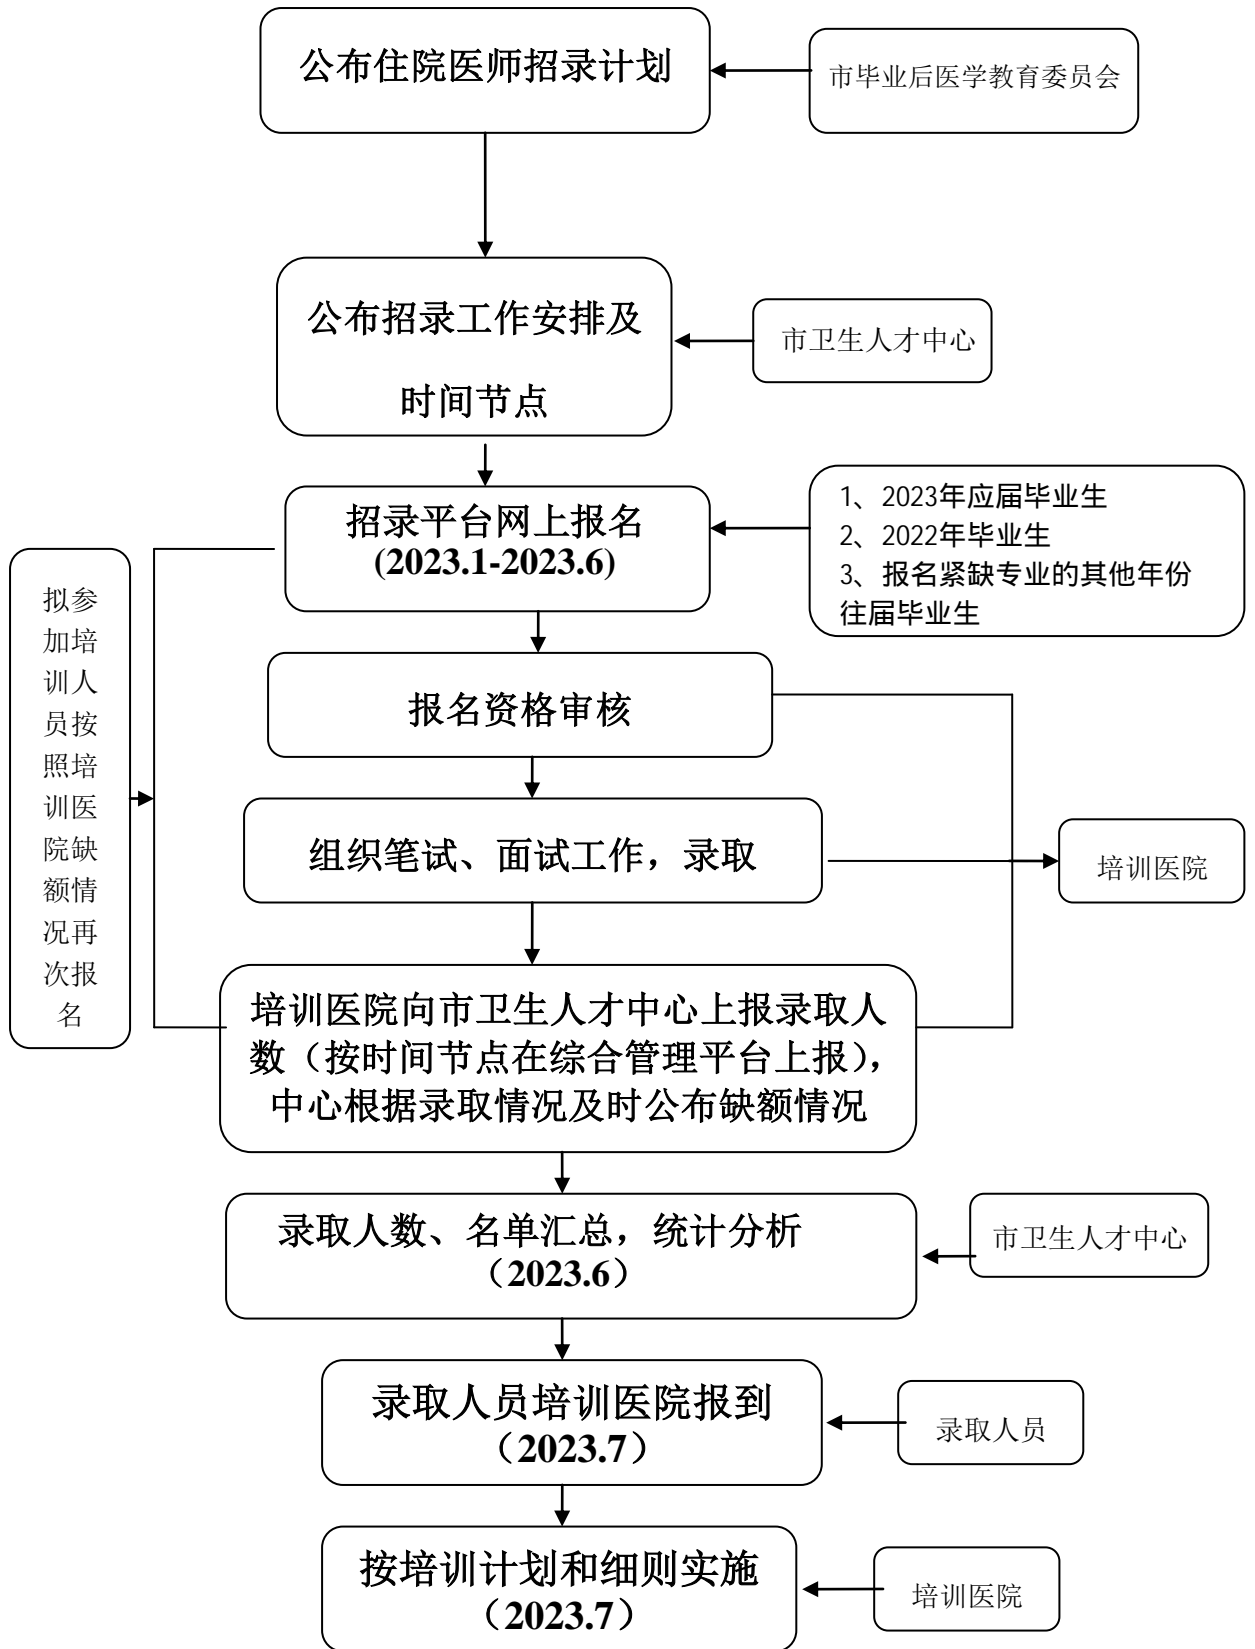 公布住院医师招录计划
市毕业后医学教育委员会
公布招录工作安排及
时间节点
市卫生人才中心
招录平台网上报名
(2023.1-2023.6)
1、2023年应届毕业生
2、2022年毕业生
3、报名紧缺专业的其他年份
往届毕业生
拟参
加培
训人
员按
照培
训医
院缺
额情
况再
次报
名
报名资格审核
组织笔试、面试工作，录取
培训医院
培训医院向市卫生人才中心上报录取人
数（按时间节点在综合管理平台上报），
中心根据录取情况及时公布缺额情况
录取人数、名单汇总，统计分析
（2023.6）
市卫生人才中心
录取人员培训医院报到
（2023.7）
录取人员
按培训计划和细则实施
（2023.7）
培训医院